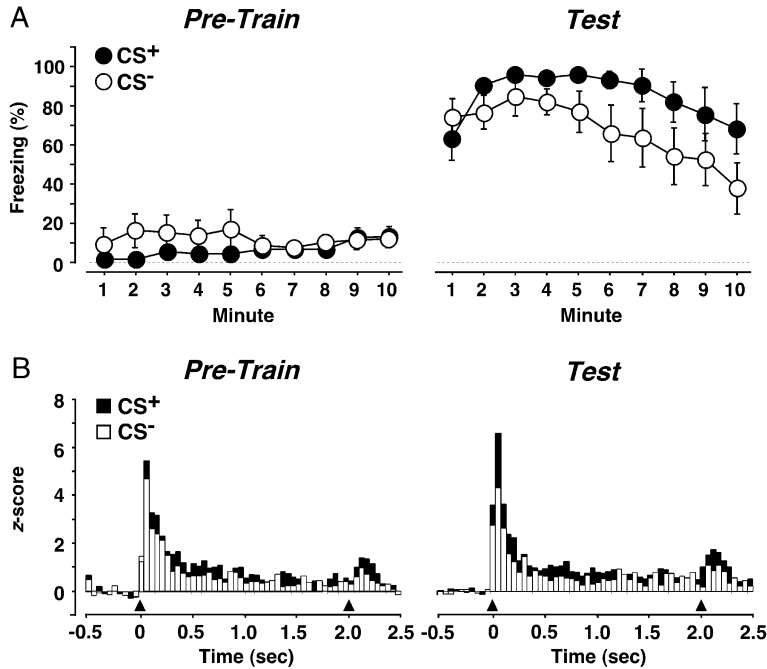 A
Pre-Train
Test
CS+
CS-
Freezing (%)
100
80
60
40
20
0
1 2 3 4 5 6 7 8 9 10
Minute
1 2 3 4 5 6 7 8 9 10
Minute
B
Pre-Train
Test
CS+
CS-
z-score
8
6
4
2
0
-0.5 0 0.5 1.0 1.5 2.0 2.5
Time (sec)
-0.5 0 0.5 1.0 1.5 2.0 2.5
Time (sec)